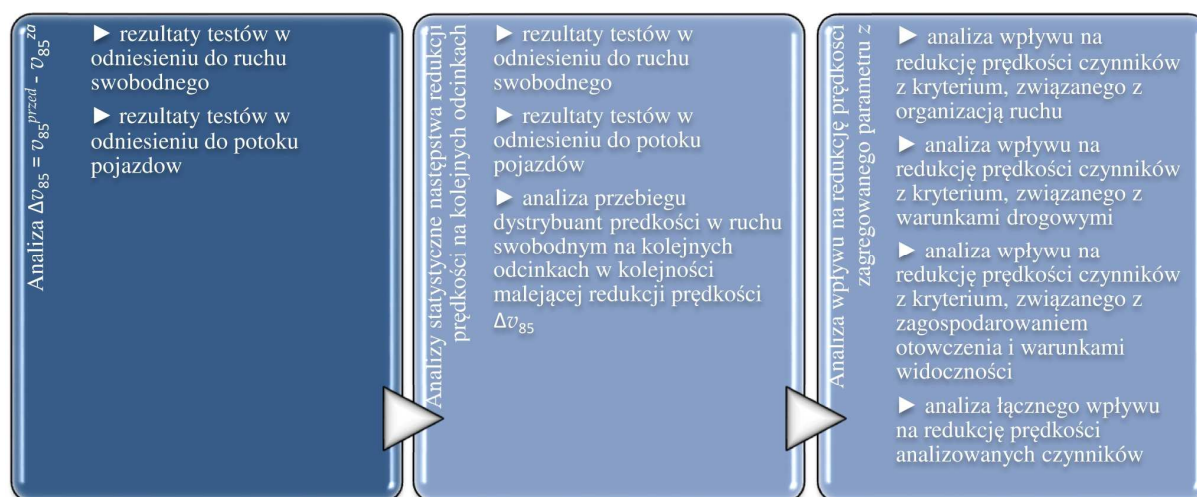 Analiza Δv₈₅ = v₈₅ᵖʳᶻᵉᵈ - v₈₅ᶻᵃ
► rezultaty testów w
odniesieniu do ruchu
swobodnego
► rezultaty testów w
odniesieniu do potoku
pojazdow
Analizy statystyczne następstwa redukcji
prędkości na kolejnych odcinkach
► rezultaty testów w
odniesieniu do ruchu
swobodnego
► rezultaty testów w
odniesieniu do potoku
pojazdów
► analiza przebiegu
dystrybuant predkości w ruchu
swobodnym na kolejnych
odcinkach w kolejności
malejącej redukcji prędkości
Δv₈₅
Analiza wpływu na redukcję prędkosci
zagregowanego parametru z
► analiza wpływu na
redukcję prędkości czynników
z kryterium, związanego z
organizacją ruchu
► analiza wpływu na
redukcję prędkości czynników
z kryterium, związanego z
warunkami drogowymi
► analiza wpływu na
redukcję prędkości czynników
z kryterium, związanego z
zagospodarowaniem
otowczenia i warunkami
widoczności
► analiza łącznego wpływu
na redukcję prędkości
analizowanych czynników